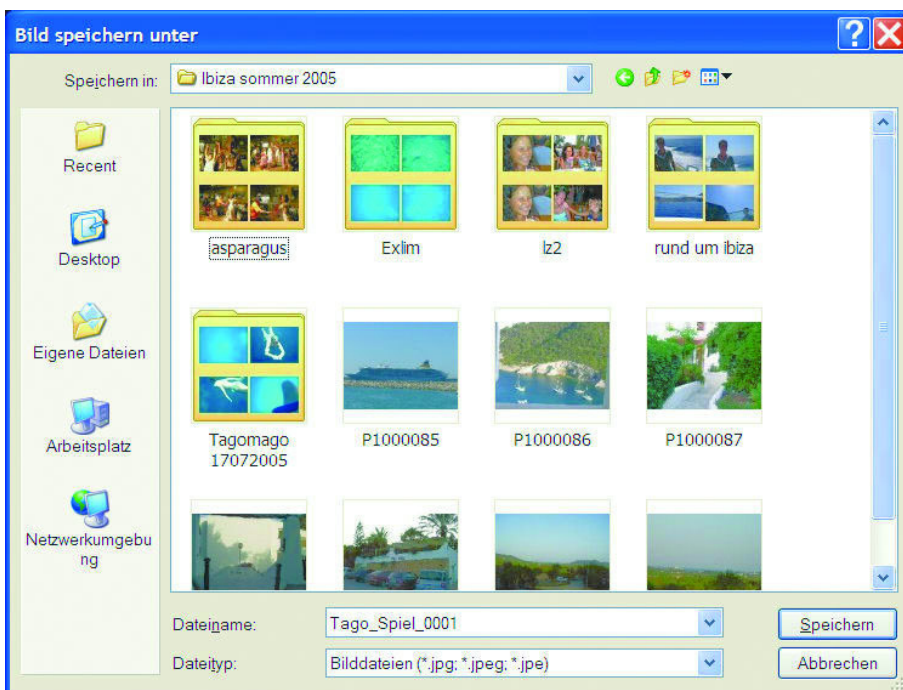 Bild speichern unter
Speichern in:
Ibiza sommer 2005
Recent
Desktop
Eigene Dateien
Arbeitsplatz
Netzwerkumgebu
ng
asparagus
Exlim
Iz2
rund um ibiza
Tagomago
17072005
P1000085
P1000086
P1000087
Dateiname:
Tago_Spiel_0001
Speichern
Dateityp:
Bilddateien (*.jpg; *.jpeg; *.jpe)
Abbrechen